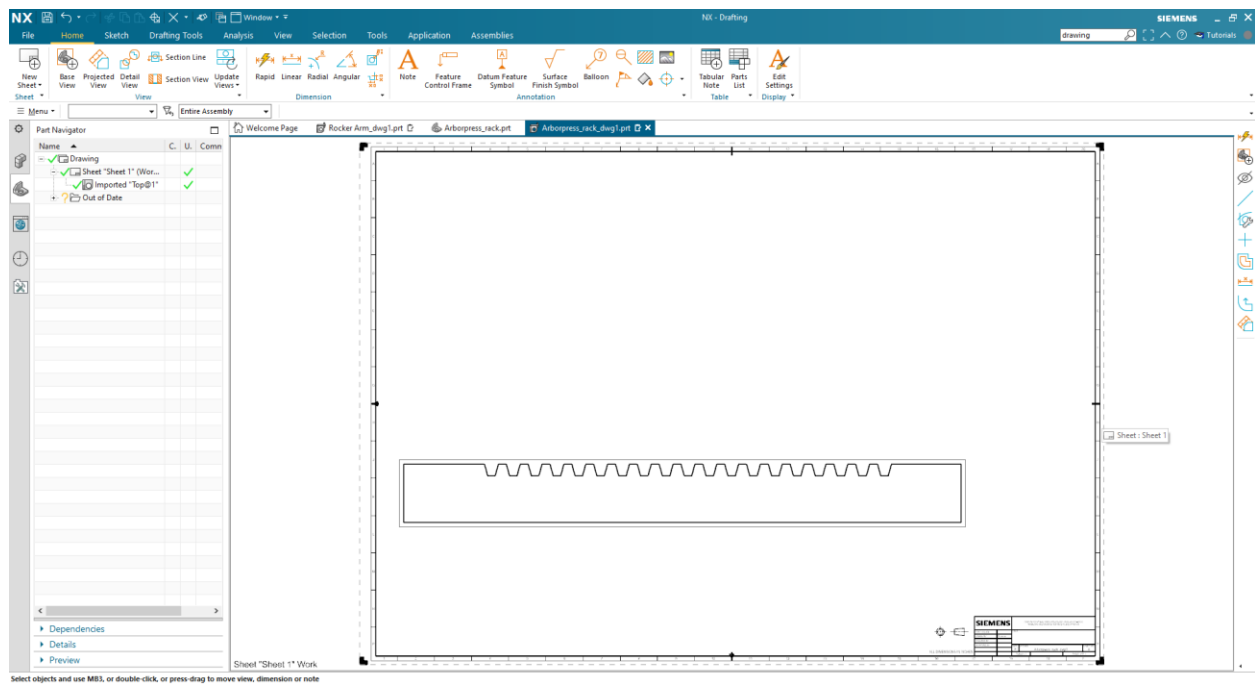 NX Window NX - Drafting SIEMENS
File Home Sketch Drafting Tools Analysis View Selection Tools Application Assemblies drawing Tutorials
Section Line
New Sheet Base View Projected View Detail View Section View Update Views Rapid Linear Radial Angular Note Feature Control Frame Datum Feature Symbol Surface Finish Symbol Balloon Tabular Note Parts List Edit Settings
Sheet View Dimension Annotation Table Display
Menu Entire Assembly
Part Navigator Welcome Page Rocker Arm_dwg1.prt Arborpress_rack.prt Arborpress_rack_dwg1.prt
Name C. U. Comn
Drawing
Sheet "Sheet 1" (Wor...
Imported "Top@1"
Out of Date
Sheet : Sheet 1
SIEMENS
Dependencies
Details
Preview
Sheet "Sheet 1" Work
Select objects and use MB3, or double-click, or press-drag to move view, dimension or note